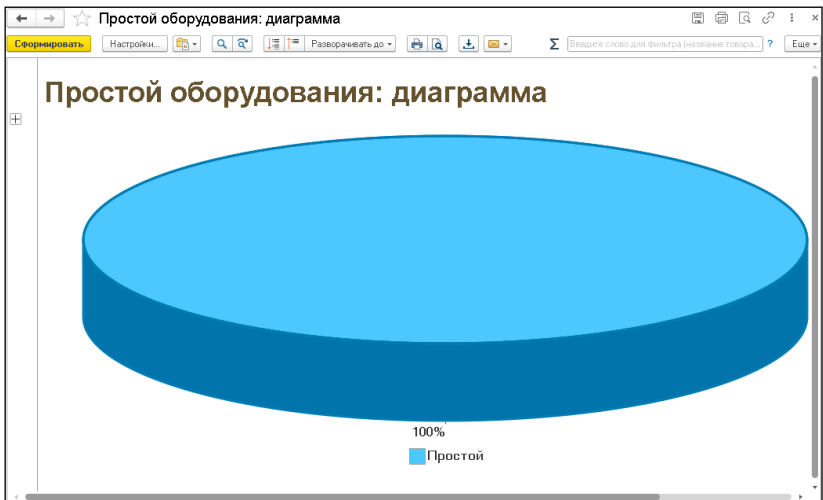 Простой оборудования: диаграмма
Сформировать Настройки... Разворачивать до Σ Введите слово для фильтра (название товара... ? Еще
Простой оборудования: диаграмма
100%
Простой